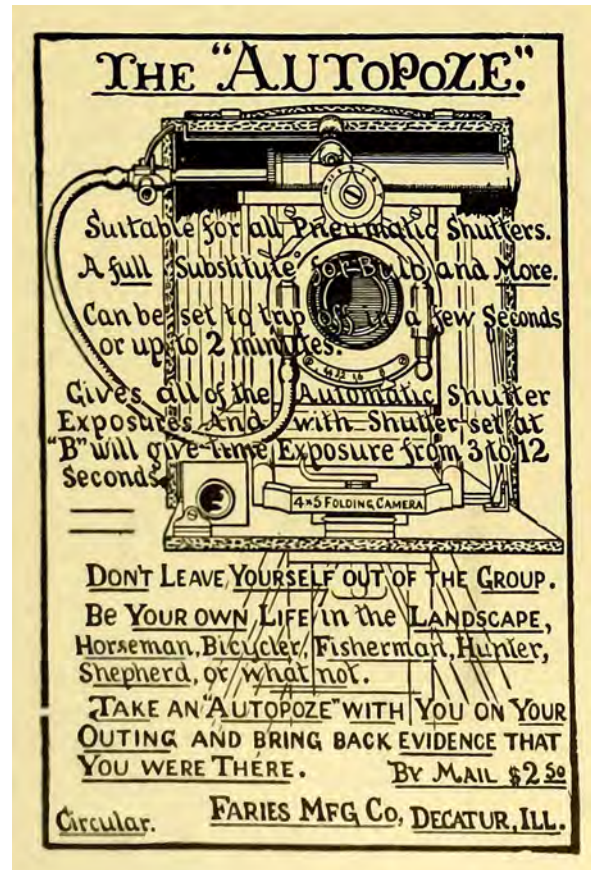 THE "AUTOPOZE."
Suitable for all Pneumatic Shutters.
A full "Substitute" for Bulb and More.
Can be set to trip off in a few Seconds
or up to 2 minutes.
Gives all of the Automatic Shutter
Exposures And with Shutter set at
"B" will give time Exposure from 3 to 12
Seconds
4x5 FOLDING CAMERA
DON'T LEAVE YOURSELF OUT OF THE GROUP.
BE YOUR OWN LIFE in the LANDSCAPE,
Horseman, Bicycler, Fisherman, Hunter,
Shepherd, or what not.
TAKE AN "AUTOPOZE" WITH YOU ON YOUR
OUTING AND BRING BACK EVIDENCE THAT
YOU WERE THERE. BY MAIL $2 50
Circular. FARIES MFG CO, DECATUR, ILL.